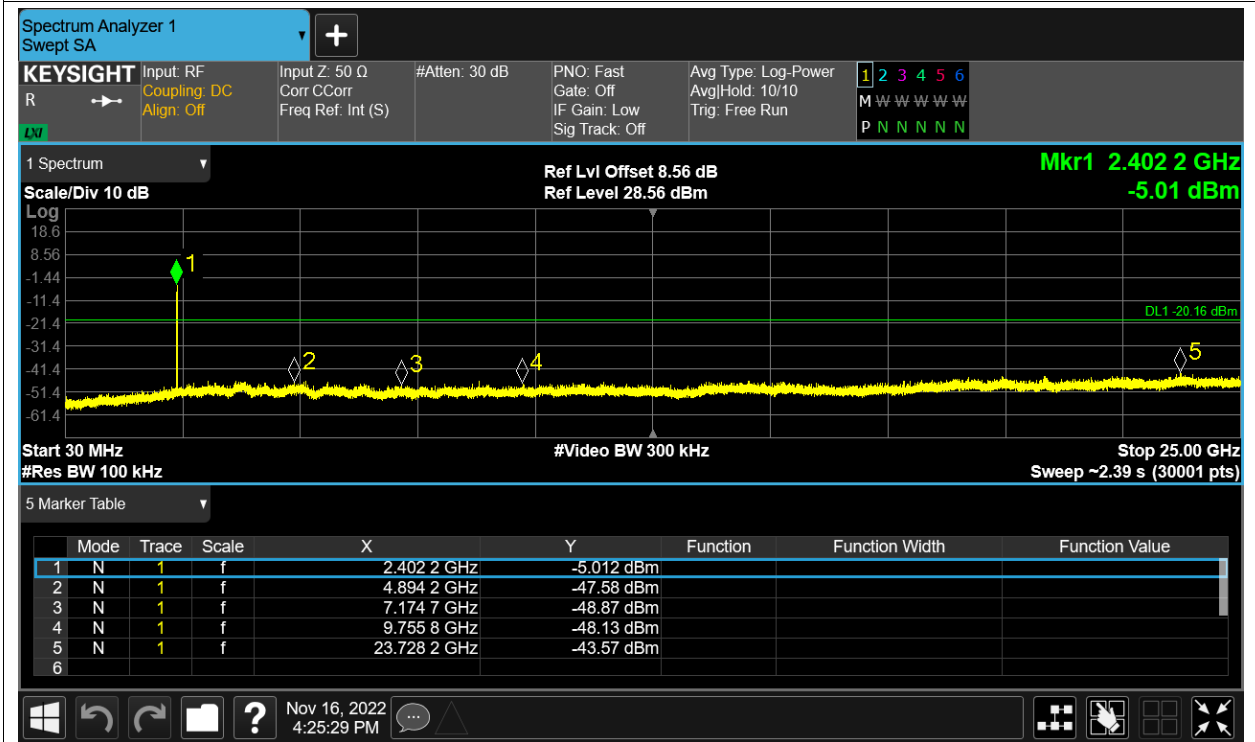 Spectrum Analyzer 1
Swept SA
KEYSIGHT Input: RF Input Z: 50 Ω #Atten: 30 dB PNO: Fast Avg Type: Log-Power 1 2 3 4 5 6
R Coupling: DC Corr CCorr Gate: Off Avg|Hold: 10/10 M W W W W W
Align: Off Freq Ref: Int (S) IF Gain: Low Trig: Free Run
LXI Sig Track: Off P N N N N N
1 Spectrum Ref Lvl Offset 8.56 dB Mkr1 2.402 2 GHz
Scale/Div 10 dB Ref Level 28.56 dBm -5.01 dBm
Log
18.6
8.56
1
-1.44
-11.4
DL1 -20.16 dBm
-21.4
-31.4
2 3 4 5
-41.4
-51.4
-61.4
Start 30 MHz #Video BW 300 kHz Stop 25.00 GHz
#Res BW 100 kHz Sweep ~2.39 s (30001 pts)
5 Marker Table
Mode Trace Scale X Y Function Function Width Function Value
1 N 1 f 2.402 2 GHz -5.012 dBm
2 N 1 f 4.894 2 GHz -47.58 dBm
3 N 1 f 7.174 7 GHz -48.87 dBm
4 N 1 f 9.755 8 GHz -48.13 dBm
5 N 1 f 23.728 2 GHz -43.57 dBm
6
? Nov 16, 2022
4:25:29 PM